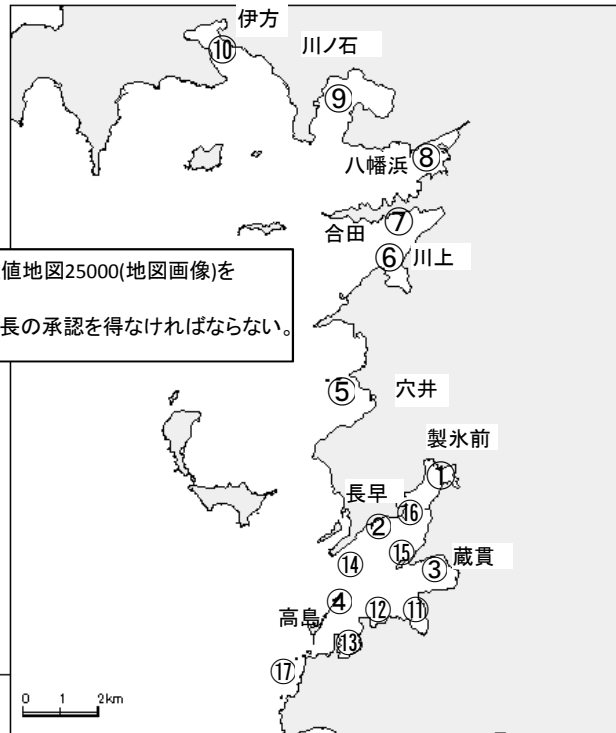 伊方
⑩
川ノ石
⑨
八幡浜
⑧
合田
⑦
⑥
川上
値地図25000(地図画像)を
長の承認を得なければならない。
⑤
穴井
製氷前
①
長早
⑯
②
⑮
蔵貫
⑭
③
④
高島
⑫
⑪
⑬
⑰
0 1 2km